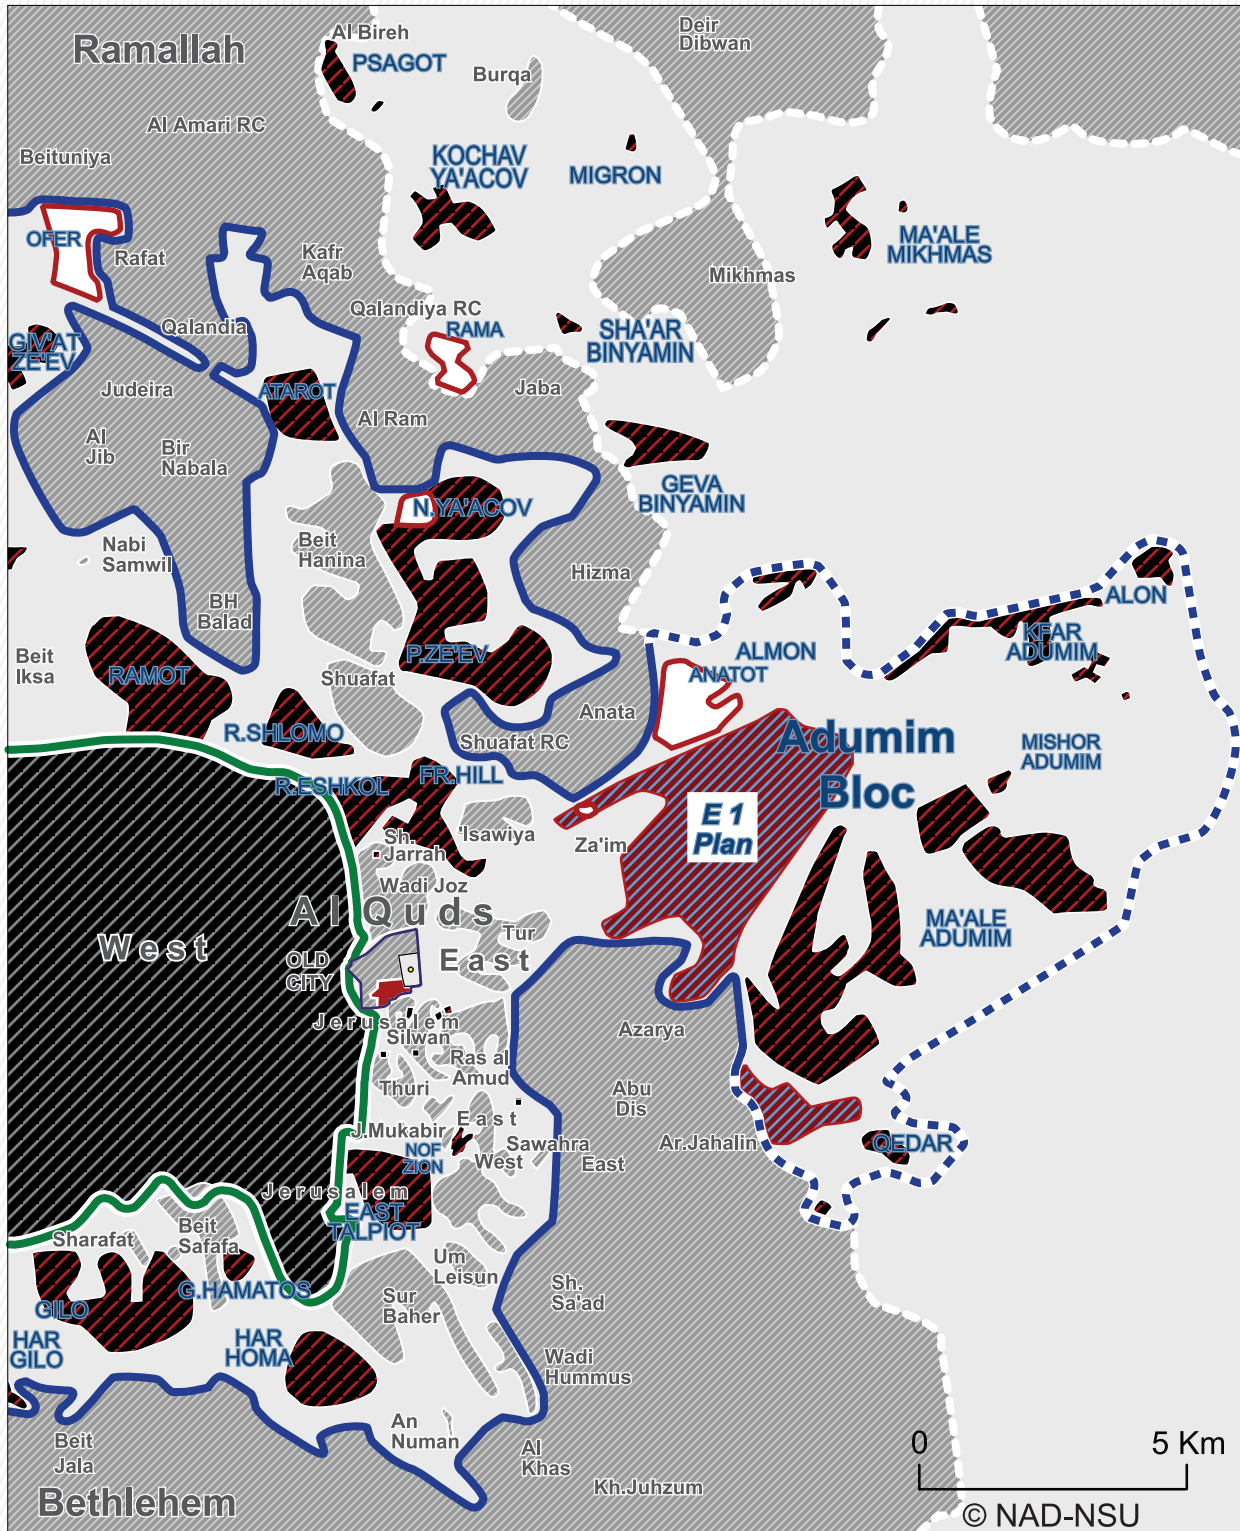 Al Bireh
Deir
Dibwan
Ramallah
PSAGOT
Burqa
Al Amari RC
Beituniya
KOCHAV
YA'ACOV
MIGRON
OFER
Rafat
Kafr
Aqab
Mikhmas
MA'ALE
MIKHMAS
Qalandiya RC
Qalandia
RAMA
SHA'AR
BINYAMIN
GIV'AT
ZE'EV
Judeira
ATAROT
Jaba
Al Ram
Al
Jib
Bir
Nabala
GEVA
BINYAMIN
N.YA'ACOV
Nabi
Samwil
Beit
Hanina
Hizma
BH
Balad
ALON
KFAR
ADUMIM
Beit
Iksa
RAMOT
P.ZE'EV
ALMON
ANATOT
Shuafat
Anata
R.SHLOMO
Shuafat RC
Adumim
Bloc
MISHOR
ADUMIM
R.ESHKOL
FR.HILL
E 1
Plan
'Isawiya
Za'im
Sh.
Jarrah
Wadi Joz
Al Quds
Tur
MA'ALE
ADUMIM
West
OLD
CITY
East
Jerusalem
Silwan
Azarya
Ras al
Amud
Thuri
Abu
Dis
East
J.Mukabir
Sawahra
Ar.Jahalin
QEDAR
NOF
ZION
West
East
Jerusalem
EAST
TALPIOT
Beit
Safafa
Sharafat
Um
Leisun
G.HAMATOS
GILO
Sur
Baher
Sh.
Sa'ad
HAR
GILO
HAR
HOMA
Wadi
Hummus
An
Numan
Beit
Jala
Al
Khas
Kh.Juhzum
Bethlehem
0 5 Km
© NAD-NSU